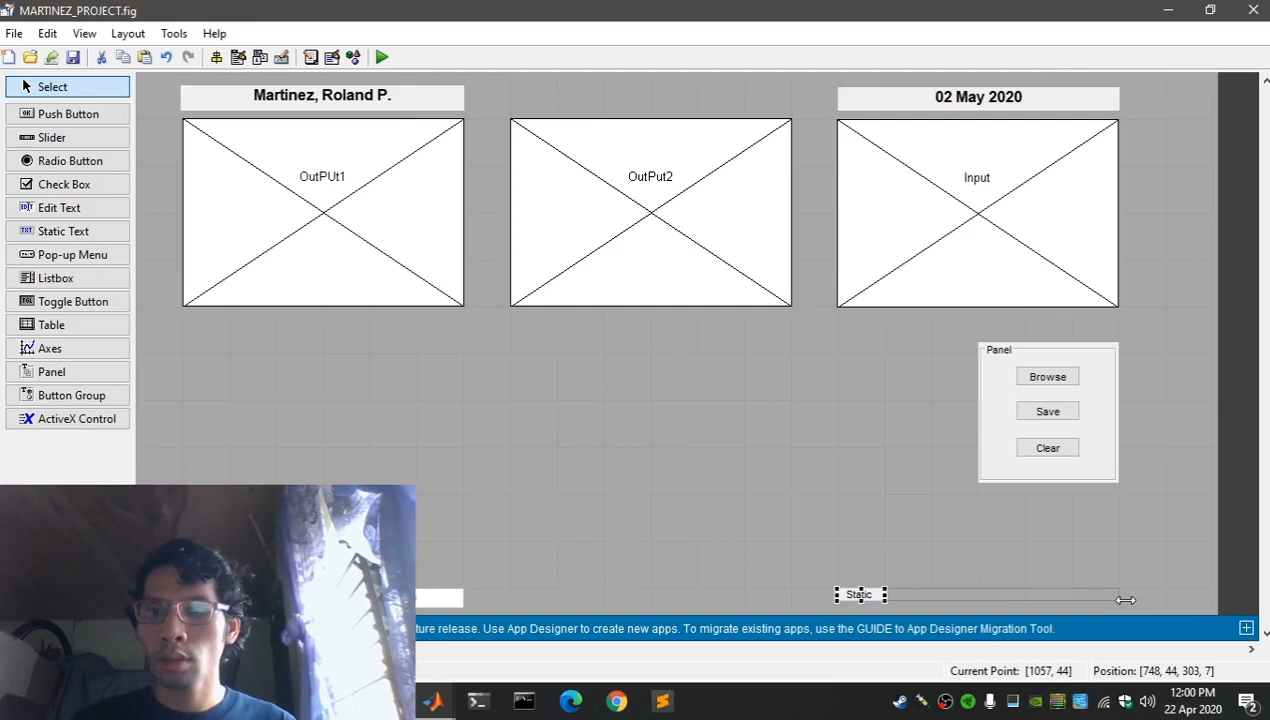 MARTINEZ_PROJECT.fig
File Edit View Layout Tools Help
Select
Push Button
Slider
Radio Button
Check Box
Edit Text
Static Text
Pop-up Menu
Listbox
Toggle Button
Table
Axes
Panel
Button Group
ActiveX Control
Martinez, Roland P.
02 May 2020
OutPUt1
OutPut2
Input
Panel
Browse
Save
Clear
Static
ture release. Use App Designer to create new apps. To migrate existing apps, use the GUIDE to App Designer Migration Tool.
Current Point: [1057, 44] Position: [748, 44, 303, 7]
12:00 PM
22 Apr 2020
2